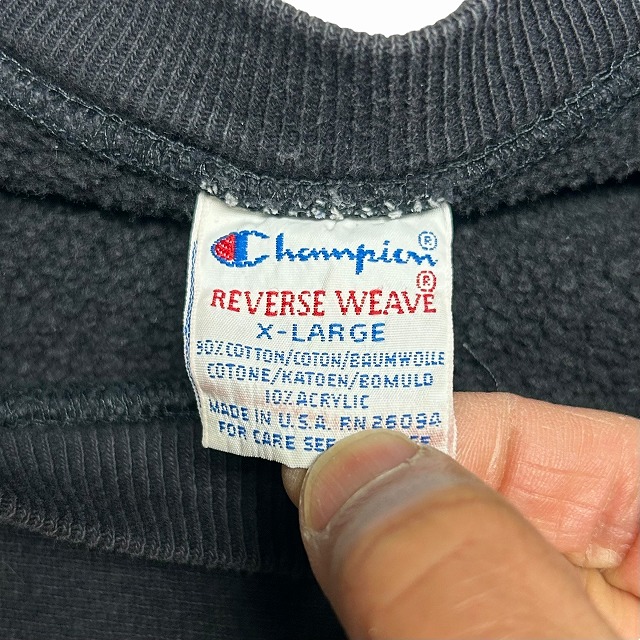 Champion®
REVERSE WEAVE®
X-LARGE
90% COTTON/COTON/BAUMWOLLE
COTONE/KATOEN/BOMULD
10% ACRYLIC
MADE IN U.S.A. RN 26094
FOR CARE SEE